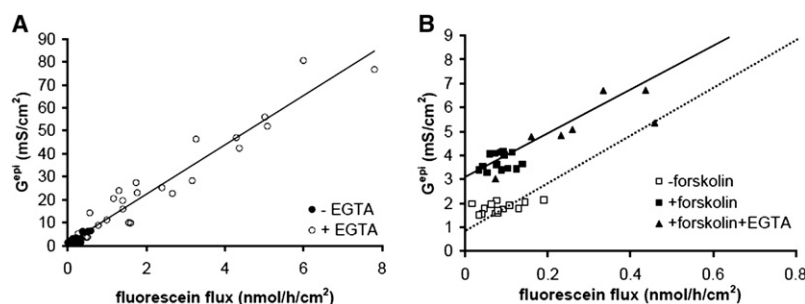 A
B
G^epi (mS/cm²)
90
80
70
60
50
40
30
20
10
0
0
2
4
6
8
- EGTA
+ EGTA
fluorescein flux (nmol/h/cm²)
G^epi (mS/cm²)
9
8
7
6
5
4
3
2
1
0
0
0.2
0.4
0.6
0.8
-forskolin
+forskolin
+forskolin+EGTA
fluorescein flux (nmol/h/cm²)